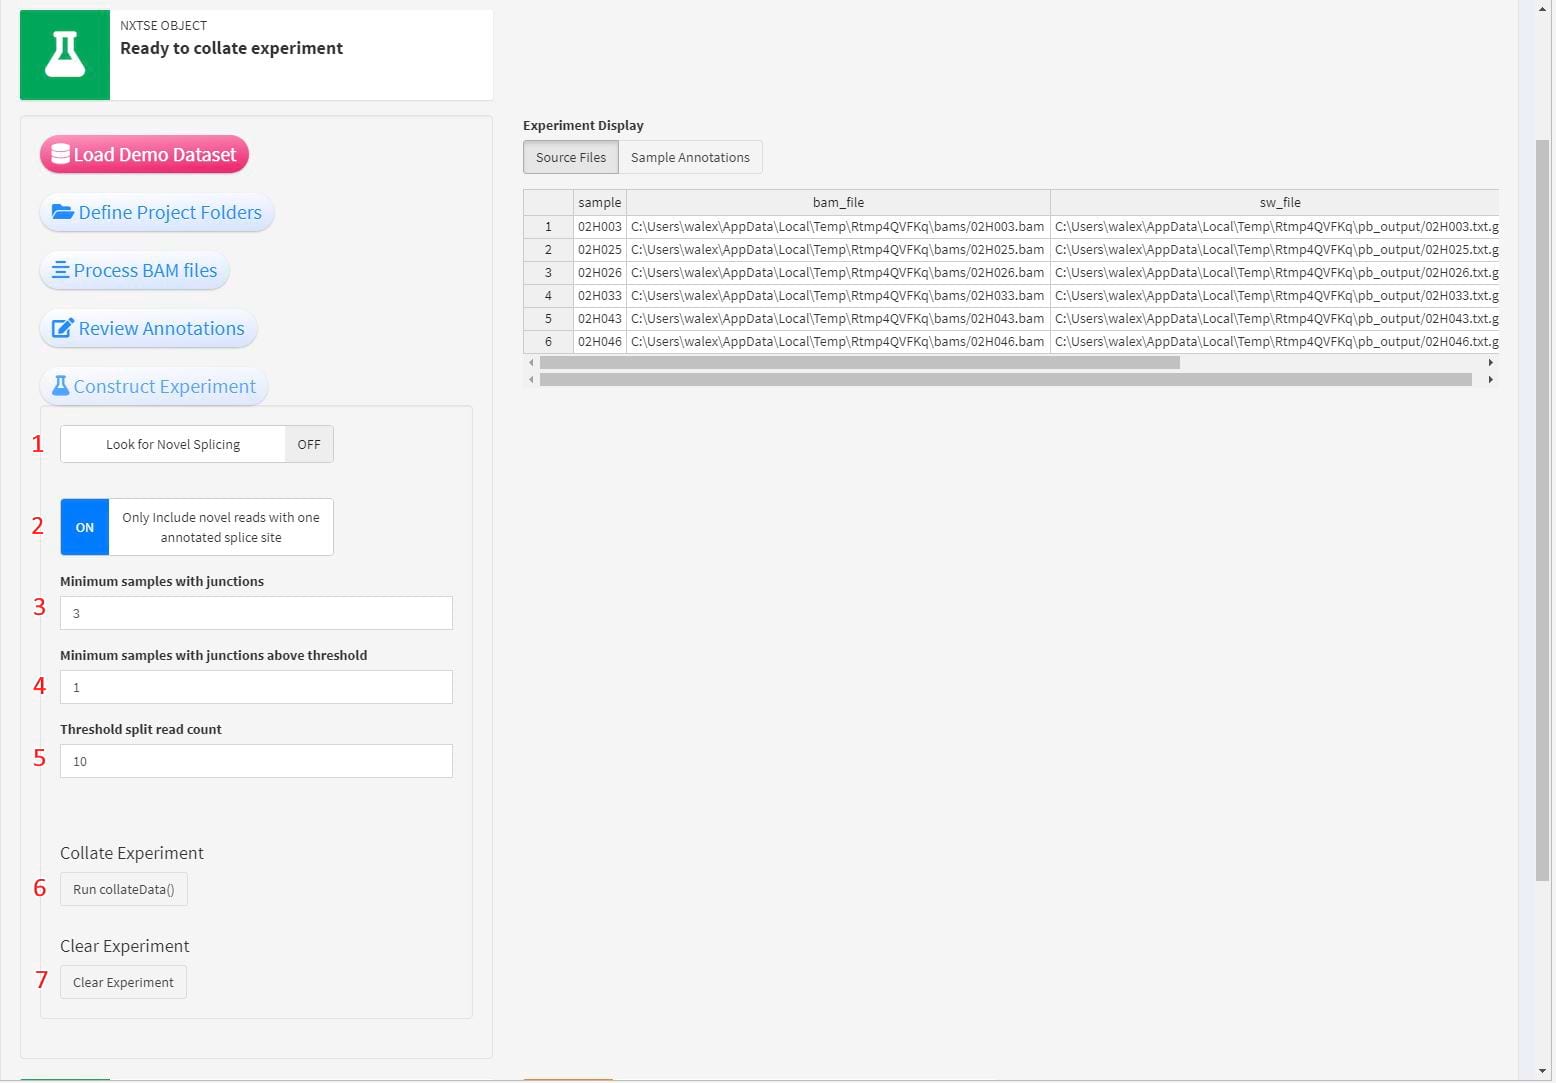 NXTSE OBJECT
Ready to collate experiment
Load Demo Dataset
Define Project Folders
Process BAM files
Review Annotations
Construct Experiment
1 Look for Novel Splicing OFF
2 ON Only Include novel reads with one
annotated splice site
Minimum samples with junctions
3 3
Minimum samples with junctions above threshold
4 1
Threshold split read count
5 10
Collate Experiment
6 Run collateData()
Clear Experiment
7 Clear Experiment
Experiment Display
Source Files Sample Annotations
sample bam_file sw_file
1 02H003 C:\Users\walex\AppData\Local\Temp\Rtmp4QVFKq\bams/02H003.bam C:\Users\walex\AppData\Local\Temp\Rtmp4QVFKq\pb_output/02H003.txt.g
2 02H025 C:\Users\walex\AppData\Local\Temp\Rtmp4QVFKq\bams/02H025.bam C:\Users\walex\AppData\Local\Temp\Rtmp4QVFKq\pb_output/02H025.txt.g
3 02H026 C:\Users\walex\AppData\Local\Temp\Rtmp4QVFKq\bams/02H026.bam C:\Users\walex\AppData\Local\Temp\Rtmp4QVFKq\pb_output/02H026.txt.g
4 02H033 C:\Users\walex\AppData\Local\Temp\Rtmp4QVFKq\bams/02H033.bam C:\Users\walex\AppData\Local\Temp\Rtmp4QVFKq\pb_output/02H033.txt.g
5 02H043 C:\Users\walex\AppData\Local\Temp\Rtmp4QVFKq\bams/02H043.bam C:\Users\walex\AppData\Local\Temp\Rtmp4QVFKq\pb_output/02H043.txt.g
6 02H046 C:\Users\walex\AppData\Local\Temp\Rtmp4QVFKq\bams/02H046.bam C:\Users\walex\AppData\Local\Temp\Rtmp4QVFKq\pb_output/02H046.txt.g